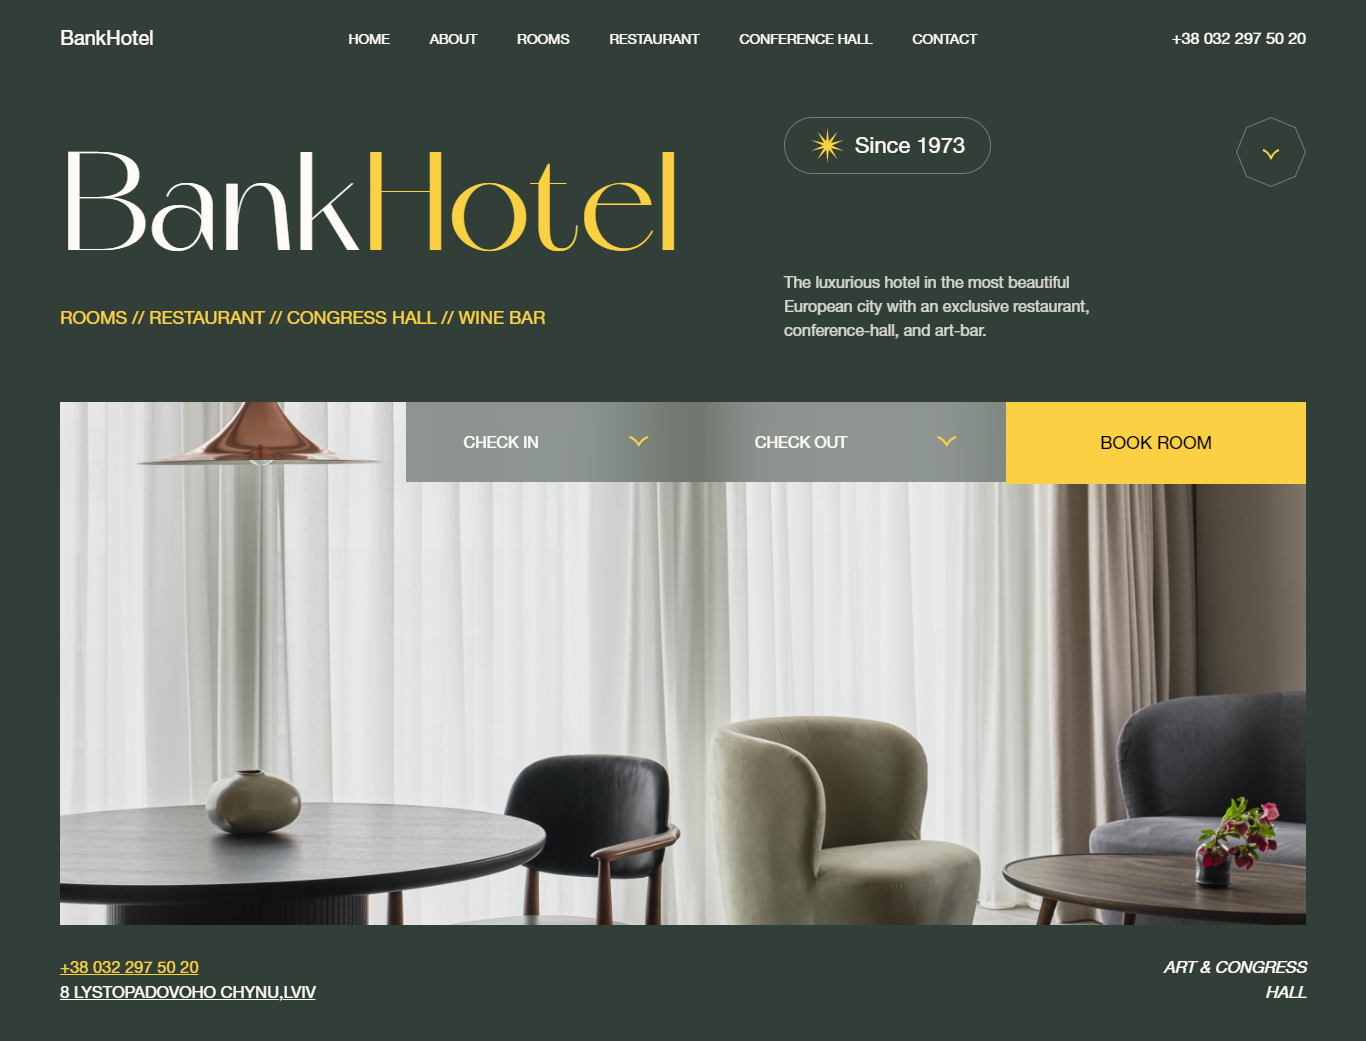 BankHotel
HOME
ABOUT
ROOMS
RESTAURANT
CONFERENCE HALL
CONTACT
+38 032 297 50 20
BankHotel
Since 1973
ROOMS // RESTAURANT // CONGRESS HALL // WINE BAR
The luxurious hotel in the most beautiful
European city with an exclusive restaurant,
conference-hall, and art-bar.
CHECK IN
CHECK OUT
BOOK ROOM
+38 032 297 50 20
8 LYSTOPADOVOHO CHYNU,LVIV
ART & CONGRESS
HALL